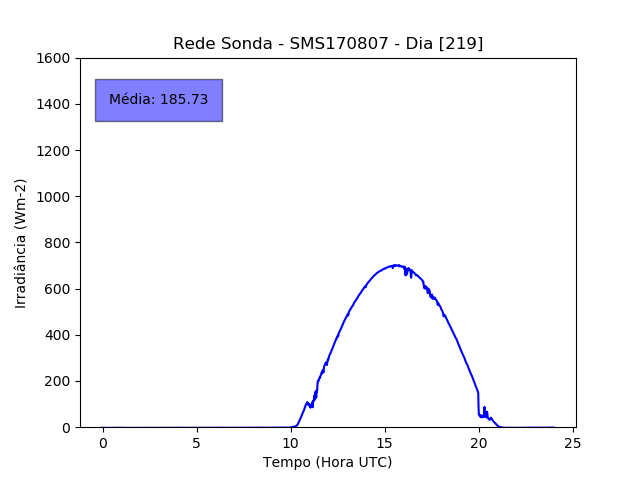 Rede Sonda - SMS170807 - Dia [219]
1600
1400
1200
1000
800
600
400
200
0
Irradiância (Wm-2)
Média: 185.73
0 5 10 15 20 25
Tempo (Hora UTC)